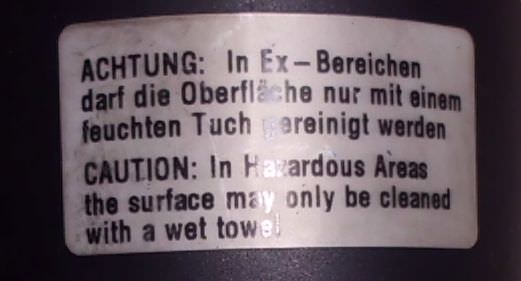 ACHTUNG: In Ex-Bereichen
darf die Oberfläche nur mit einem
feuchten Tuch gereinigt werden
CAUTION: In Hazardous Areas
the surface may only be cleaned
with a wet towel